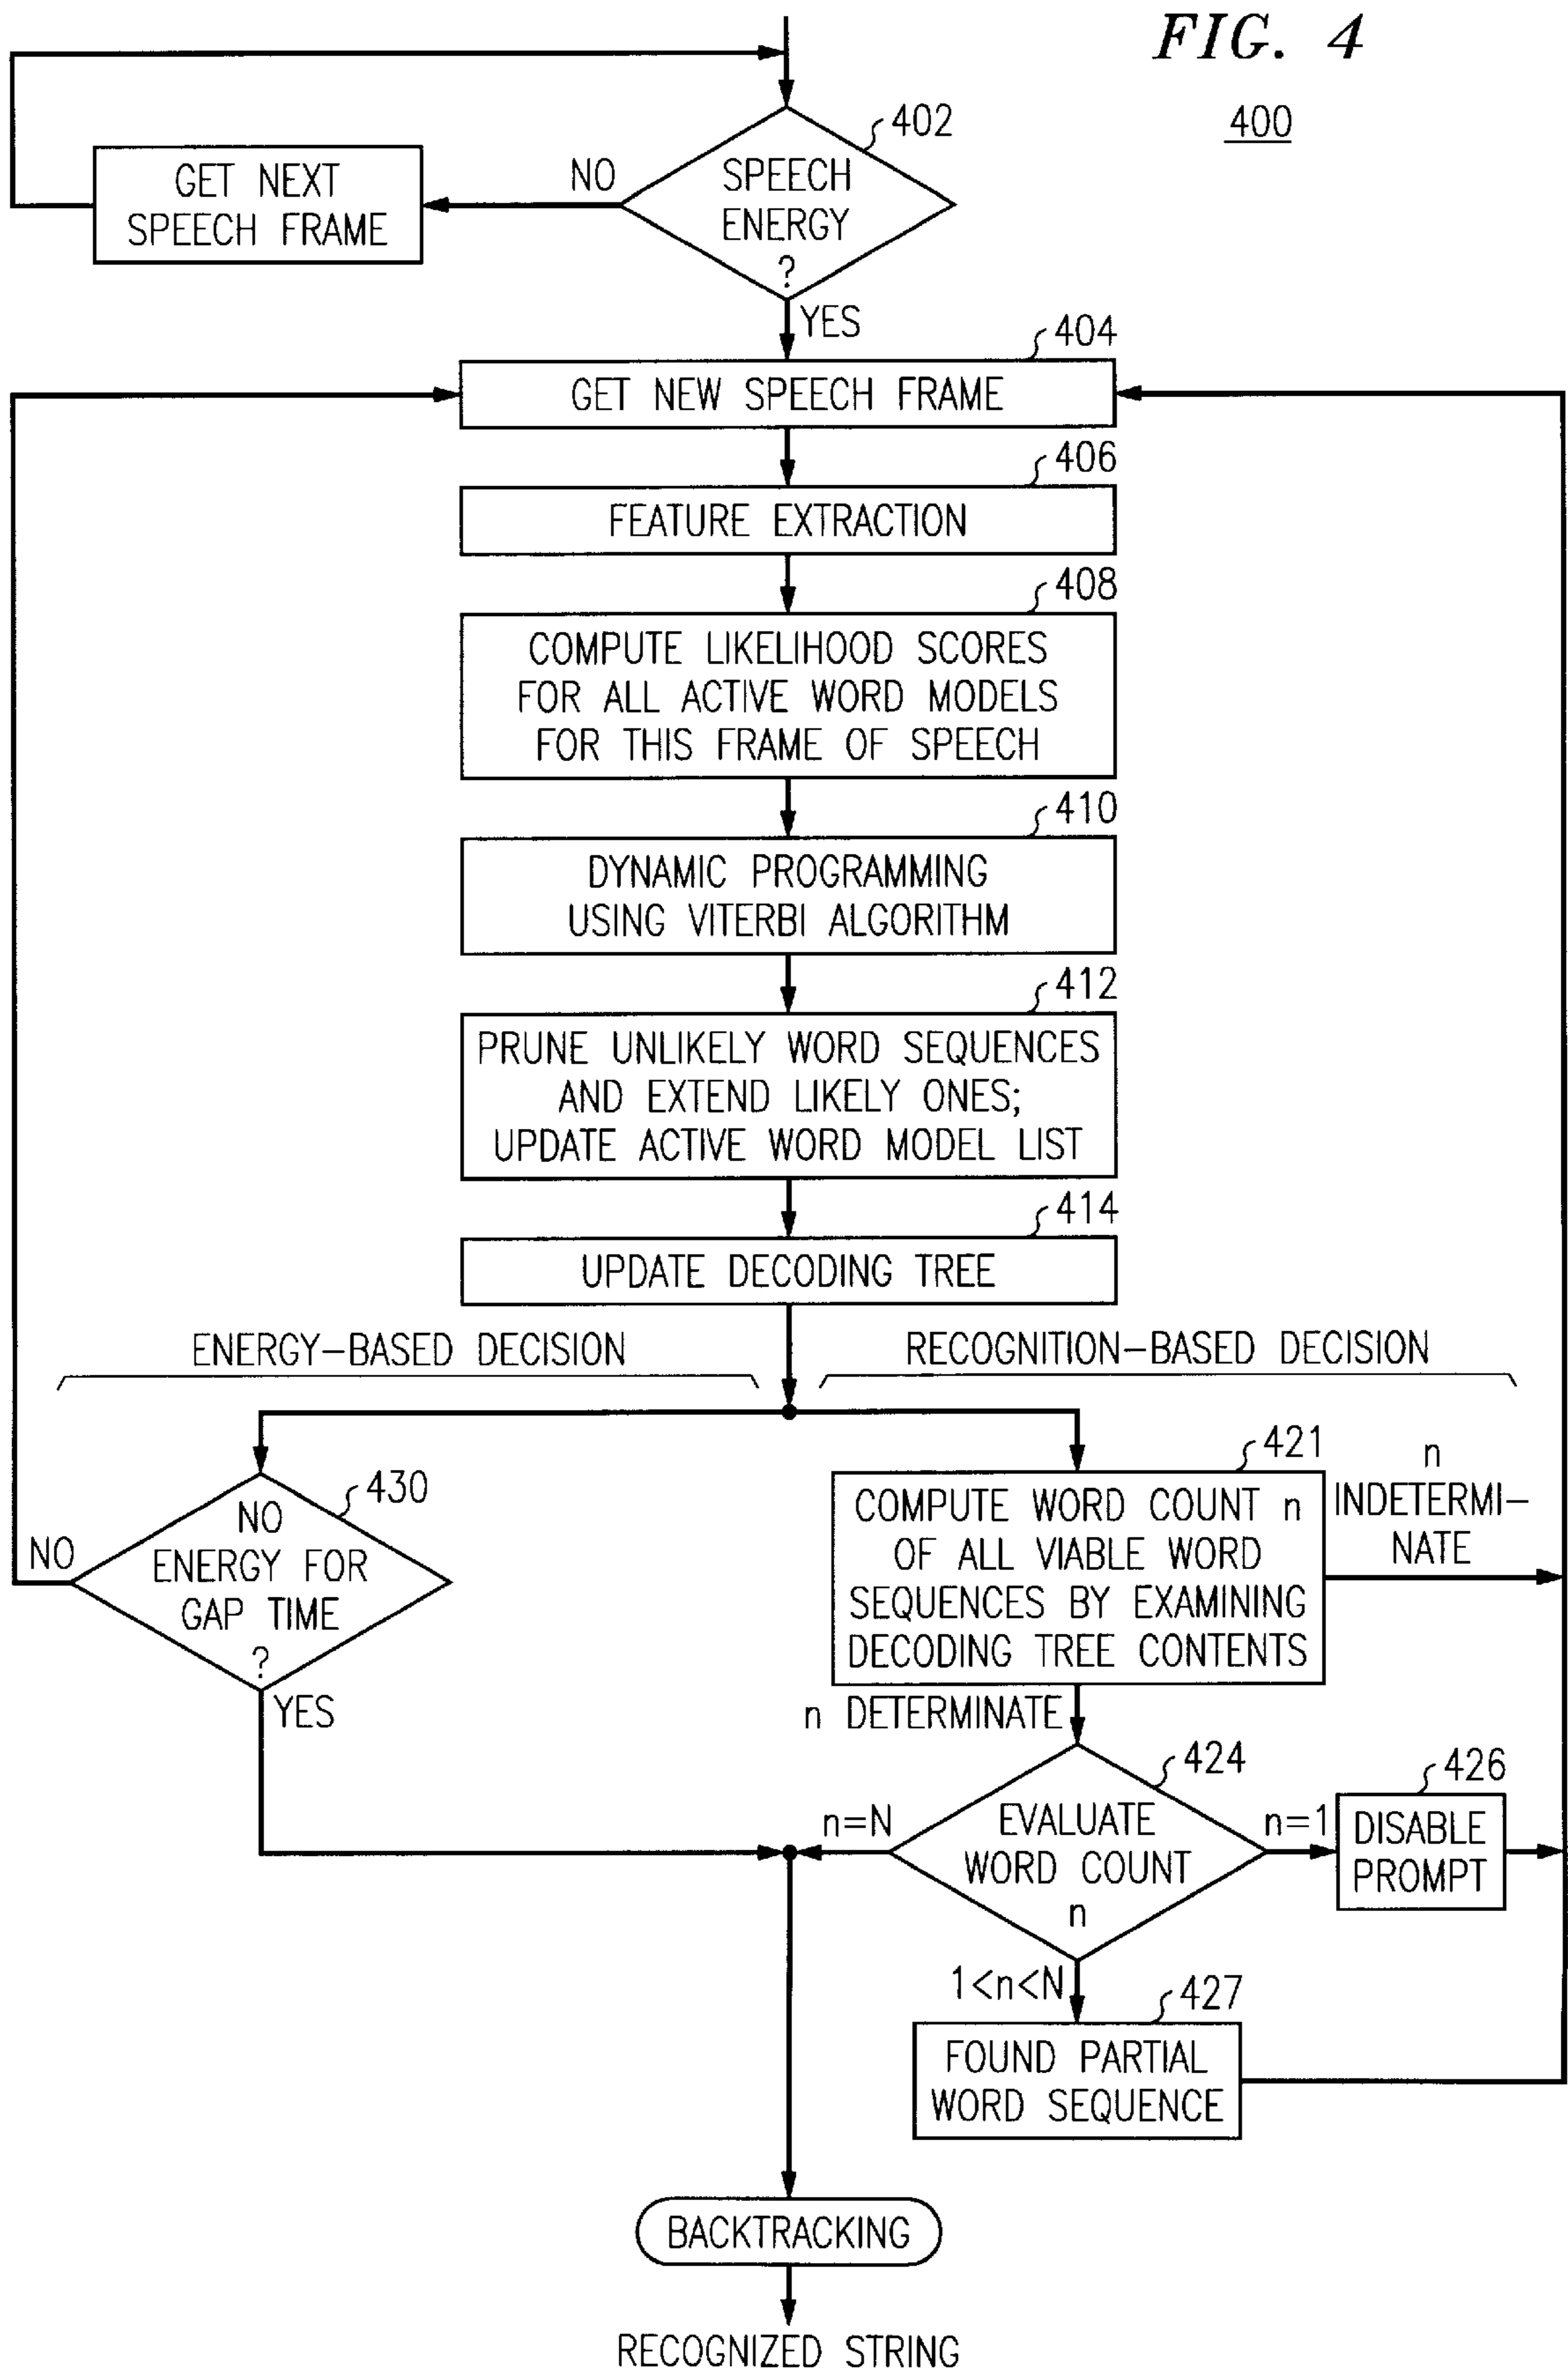 FIG. 4
400
402
SPEECH
ENERGY
?
NO
GET NEXT
SPEECH FRAME
YES
404
GET NEW SPEECH FRAME
406
FEATURE EXTRACTION
408
COMPUTE LIKELIHOOD SCORES
FOR ALL ACTIVE WORD MODELS
FOR THIS FRAME OF SPEECH
410
DYNAMIC PROGRAMMING
USING VITERBI ALGORITHM
412
PRUNE UNLIKELY WORD SEQUENCES
AND EXTEND LIKELY ONES;
UPDATE ACTIVE WORD MODEL LIST
414
UPDATE DECODING TREE
ENERGY-BASED DECISION
RECOGNITION-BASED DECISION
430
NO
ENERGY FOR
GAP TIME
?
NO
YES
421
COMPUTE WORD COUNT n
OF ALL VIABLE WORD
SEQUENCES BY EXAMINING
DECODING TREE CONTENTS
n
INDETERMI-
NATE
n DETERMINATE
424
EVALUATE
WORD COUNT
n
n=N
n=1
426
DISABLE
PROMPT
1<n<N
427
FOUND PARTIAL
WORD SEQUENCE
BACKTRACKING
RECOGNIZED STRING